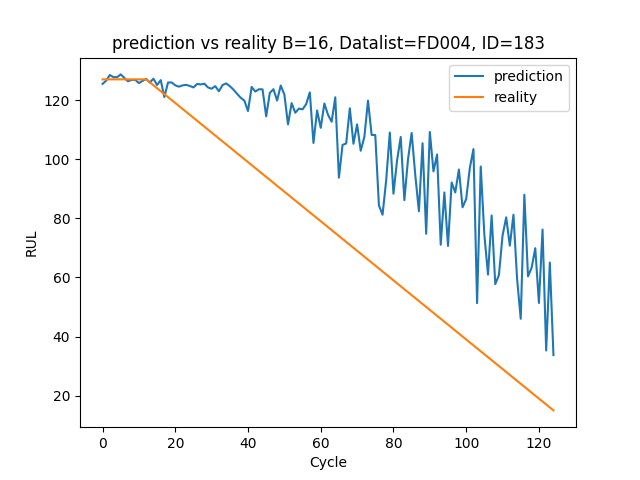 prediction vs reality B=16, Datalist=FD004, ID=183
prediction
reality
RUL
120
100
80
60
40
20
0 20 40 60 80 100 120
Cycle